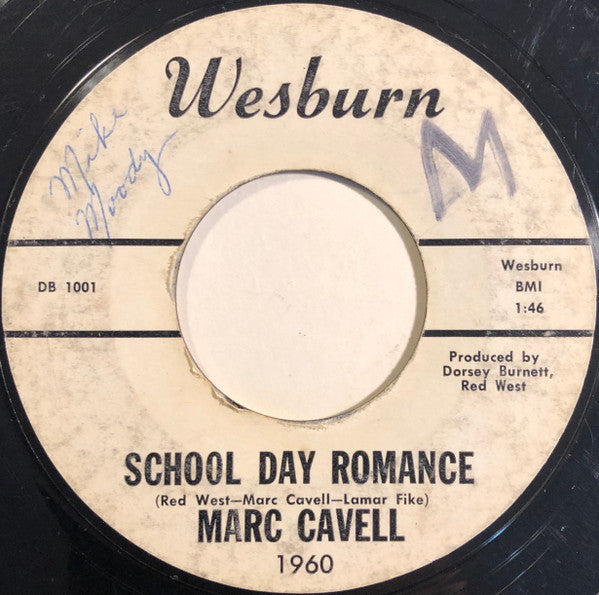 Wesburn
Mike
Moody
M
DB 1001
Wesburn
BMI
1:46
Produced by
Dorsey Burnett,
Red West
SCHOOL DAY ROMANCE
(Red West—Marc Cavell—Lamar Fike)
MARC CAVELL
1960